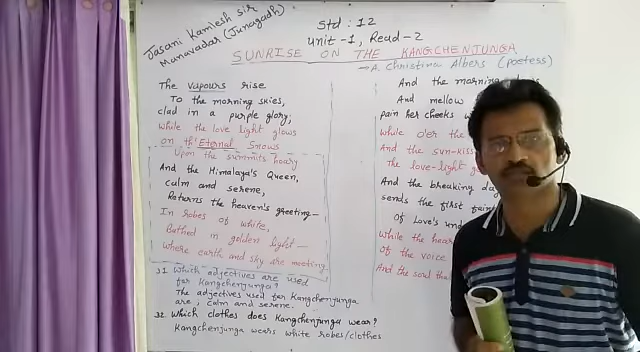 Jasani Kamlesh sir
Manavadar (Junagadh)
Std : 12
Unit-1, Read-2
SUNRISE ON THE KANGCHENJUNGA
→A. Christina Albers (poetess)
The vapours rise
To the morning skies,
clad in a purple glory,
while the love light glows
on th' Eternal Snows
Upon the summits hoary
And the Himalaya's Queen,
calm and serene,
Returns the heaven's greeting—
In robes of white,
Bathed in golden light—
where earth and sky are meeting.
31. Which adjectives are used
for Kangchenjunga?
The adjectives used for Kangchenjunga
are, calm and serene.
32. Which clothes does Kangchenjunga wear?
Kangchenjunga wears white robes/clothes
And the morning
And mellow
pain her cheeks
while o'er the
And the sun-kiss
The love-light
And the breaking day
sends the first
Of Love's
While the
of the voice
And the soul tha